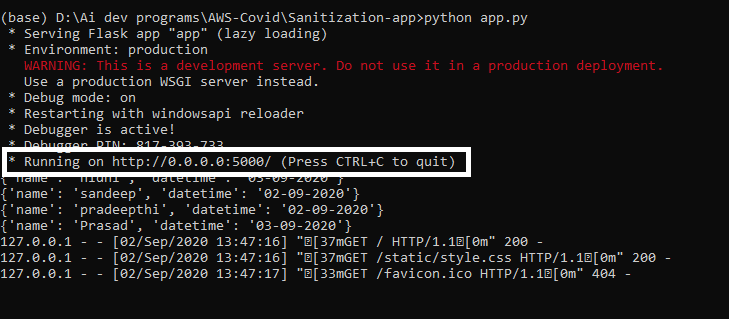 (base) D:\Ai dev programs\AWS-Covid\Sanitization-app>python app.py
* Serving Flask app "app" (lazy loading)
* Environment: production
WARNING: This is a development server. Do not use it in a production deployment.
Use a production WSGI server instead.
* Debug mode: on
* Restarting with windowsapi reloader
* Debugger is active!
* Debugger PIN: 817-393-733
* Running on http://0.0.0.0:5000/ (Press CTRL+C to quit)
{'name': 'nidhi', 'datetime': '02-09-2020'}
{'name': 'sandeep', 'datetime': '02-09-2020'}
{'name': 'pradeepthi', 'datetime': '02-09-2020'}
{'name': 'Prasad', 'datetime': '03-09-2020'}
127.0.0.1 - - [02/Sep/2020 13:47:16] "[37mGET / HTTP/1.1[0m" 200 -
127.0.0.1 - - [02/Sep/2020 13:47:16] "[37mGET /static/style.css HTTP/1.1[0m" 200 -
127.0.0.1 - - [02/Sep/2020 13:47:17] "[33mGET /favicon.ico HTTP/1.1[0m" 404 -